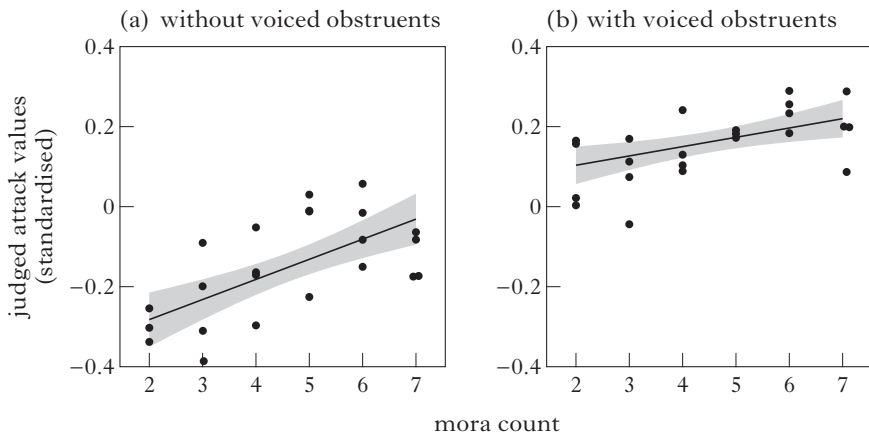 (a) without voiced obstruents
(b) with voiced obstruents
judged attack values
(standardised)
0.4
0.2
0
−0.2
−0.4
2 3 4 5 6 7
0.4
0.2
0
−0.2
−0.4
2 3 4 5 6 7
mora count